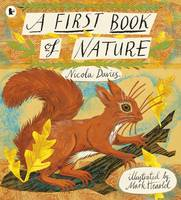 A FIRST BOOK
of NATURE
Nicola Davies
illustrated by
Mark Hearld